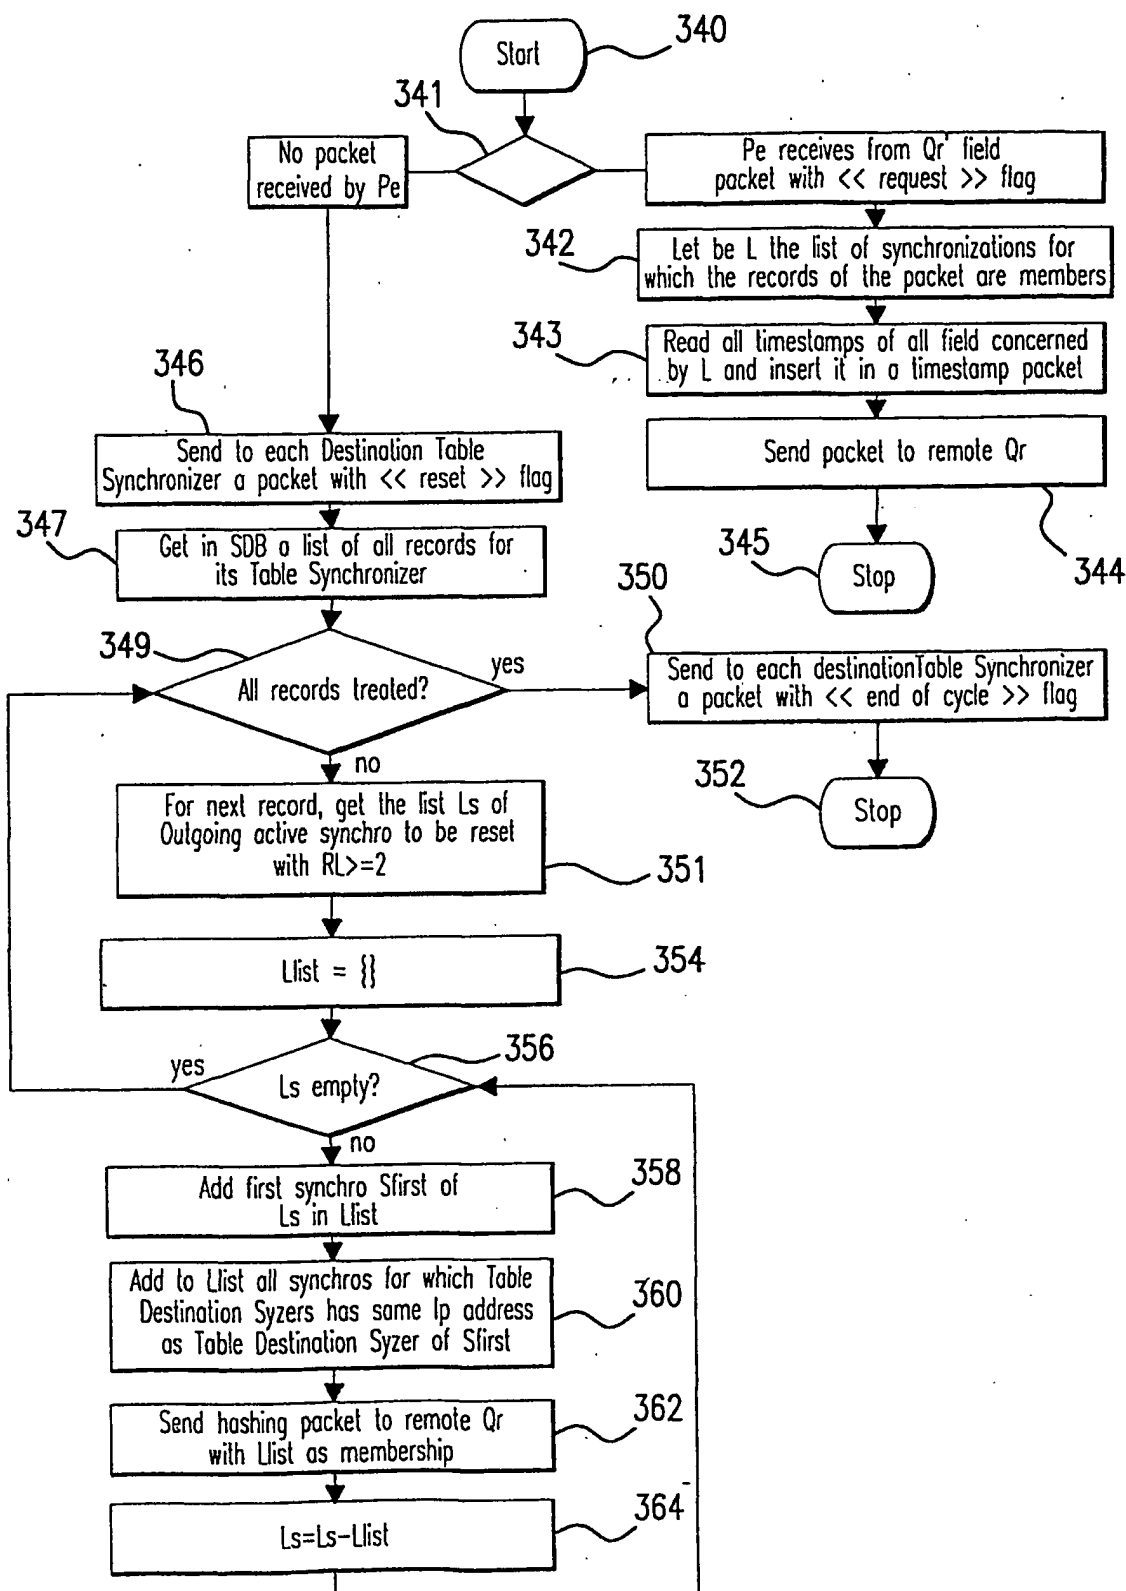 340
Start
341
No packet
received by Pe
Pe receives from Qr' field
packet with << request >> flag
342
Let be L the list of synchronizations for
which the records of the packet are members
343
Read all timestamps of all field concerned
by L and insert it in a timestamp packet
346
Send to each Destination Table
Synchronizer a packet with << reset >> flag
Send packet to remote Qr
344
347
Get in SDB a list of all records for
its Table Synchronizer
345
Stop
349
All records treated?
yes
no
350
Send to each destinationTable Synchronizer
a packet with << end of cycle >> flag
352
Stop
For next record, get the list Ls of
Outgoing active synchro to be reset
with RL>=2
351
Llist = {}
354
356
yes
Ls empty?
no
Add first synchro Sfirst of
Ls in Llist
358
Add to Llist all synchros for which Table
Destination Syzers has same Ip address
as Table Destination Syzer of Sfirst
360
Send hashing packet to remote Qr
with Llist as membership
362
Ls=Ls-Llist
364